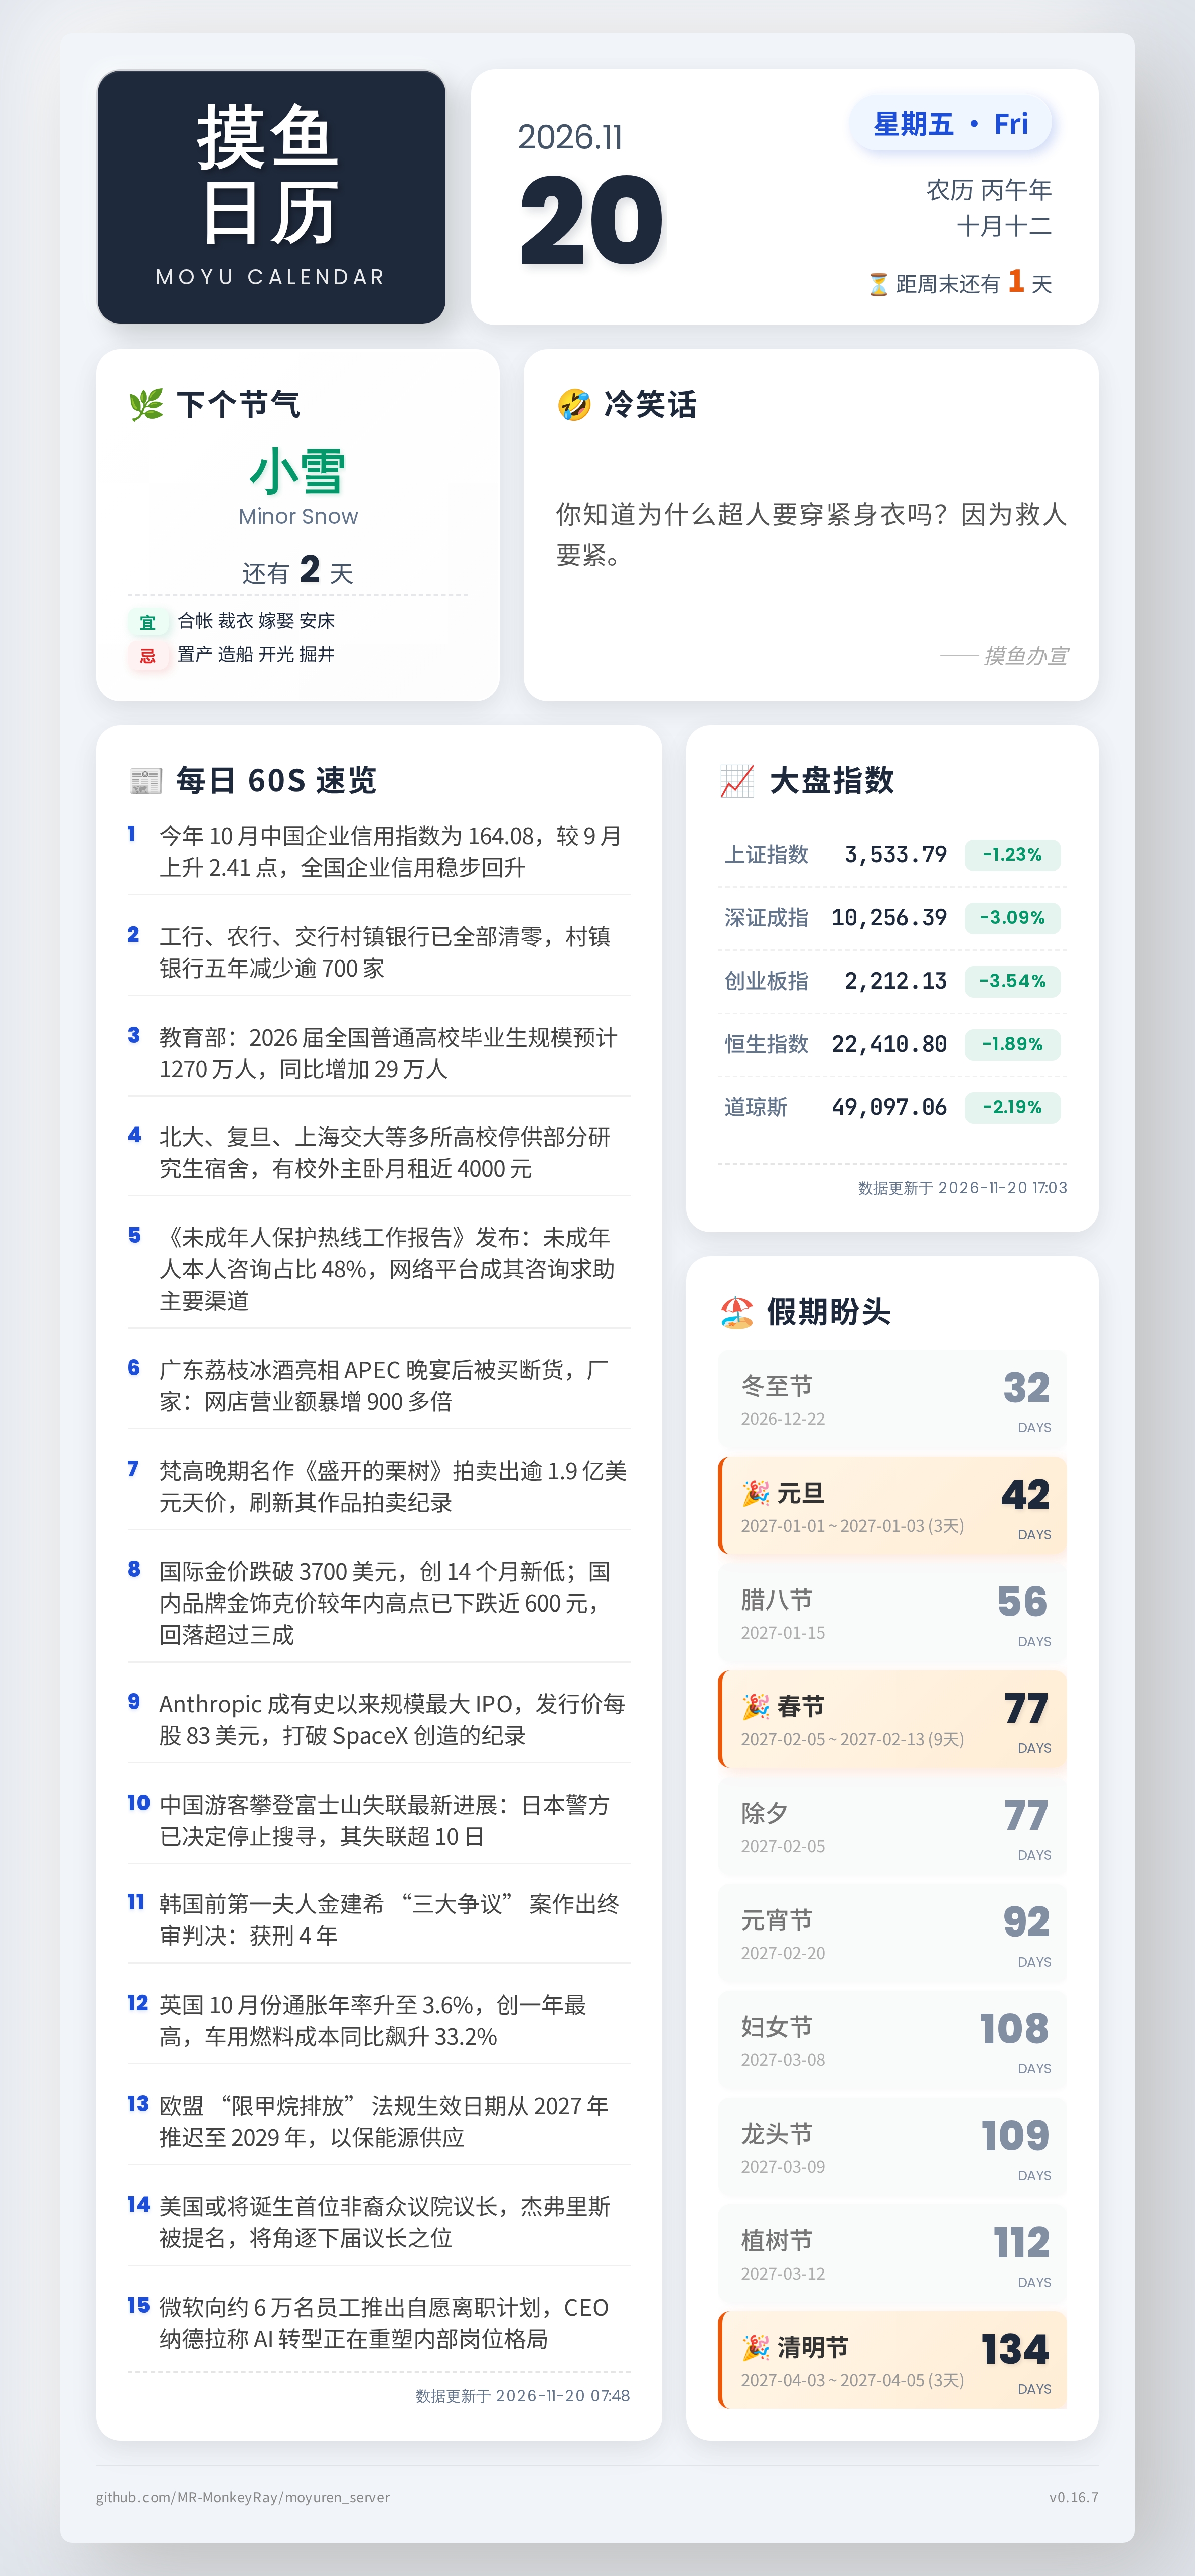 摸鱼
日历
MOYU CALENDAR
2026.11
20
星期五 • Fri
农历 丙午年
十月十二
⏳ 距周末还有 1 天
🌿 下个节气
小雪
Minor Snow
还有 2 天
宜 合帐 裁衣 嫁娶 安床
忌 置产 造船 开光 掘井
🤣 冷笑话
你知道为什么超人要穿紧身衣吗？因为救人
要紧。
—— 摸鱼办宣
📰 每日 60S 速览
1 今年 10 月中国企业信用指数为 164.08，较 9 月
上升 2.41 点，全国企业信用稳步回升
2 工行、农行、交行村镇银行已全部清零，村镇
银行五年减少逾 700 家
3 教育部：2026 届全国普通高校毕业生规模预计
1270 万人，同比增加 29 万人
4 北大、复旦、上海交大等多所高校停供部分研
究生宿舍，有校外主卧月租近 4000 元
5 《未成年人保护热线工作报告》发布：未成年
人本人咨询占比 48%，网络平台成其咨询求助
主要渠道
6 广东荔枝冰酒亮相 APEC 晚宴后被买断货，厂
家：网店营业额暴增 900 多倍
7 梵高晚期名作《盛开的栗树》拍卖出逾 1.9 亿美
元天价，刷新其作品拍卖纪录
8 国际金价跌破 3700 美元，创 14 个月新低；国
内品牌金饰克价较年内高点已下跌近 600 元，
回落超过三成
9 Anthropic 成有史以来规模最大 IPO，发行价每
股 83 美元，打破 SpaceX 创造的纪录
10 中国游客攀登富士山失联最新进展：日本警方
已决定停止搜寻，其失联超 10 日
11 韩国前第一夫人金建希 “三大争议” 案作出终
审判决：获刑 4 年
12 英国 10 月份通胀年率升至 3.6%，创一年最
高，车用燃料成本同比飙升 33.2%
13 欧盟 “限甲烷排放” 法规生效日期从 2027 年
推迟至 2029 年，以保能源供应
14 美国或将诞生首位非裔众议院议长，杰弗里斯
被提名，将角逐下届议长之位
15 微软向约 6 万名员工推出自愿离职计划，CEO
纳德拉称 AI 转型正在重塑内部岗位格局
数据更新于 2026-11-20 07:48
📈 大盘指数
上证指数 3,533.79 -1.23%
深证成指 10,256.39 -3.09%
创业板指 2,212.13 -3.54%
恒生指数 22,410.80 -1.89%
道琼斯 49,097.06 -2.19%
数据更新于 2026-11-20 17:03
🏖️ 假期盼头
冬至节 32
2026-12-22 DAYS
🎉 元旦 42
2027-01-01 ~ 2027-01-03 (3天) DAYS
腊八节 56
2027-01-15 DAYS
🎉 春节 77
2027-02-05 ~ 2027-02-13 (9天) DAYS
除夕 77
2027-02-05 DAYS
元宵节 92
2027-02-20 DAYS
妇女节 108
2027-03-08 DAYS
龙头节 109
2027-03-09 DAYS
植树节 112
2027-03-12 DAYS
🎉 清明节 134
2027-04-03 ~ 2027-04-05 (3天) DAYS
github.com/MR-MonkeyRay/moyuren_server
v0.16.7